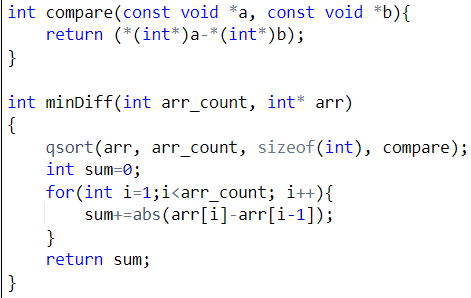 int compare(const void *a, const void *b){
    return (*(int*)a-*(int*)b);
}

int minDiff(int arr_count, int* arr)
{
    qsort(arr, arr_count, sizeof(int), compare);
    int sum=0;
    for(int i=1;i<arr_count; i++){
        sum+=abs(arr[i]-arr[i-1]);
    }
    return sum;
}